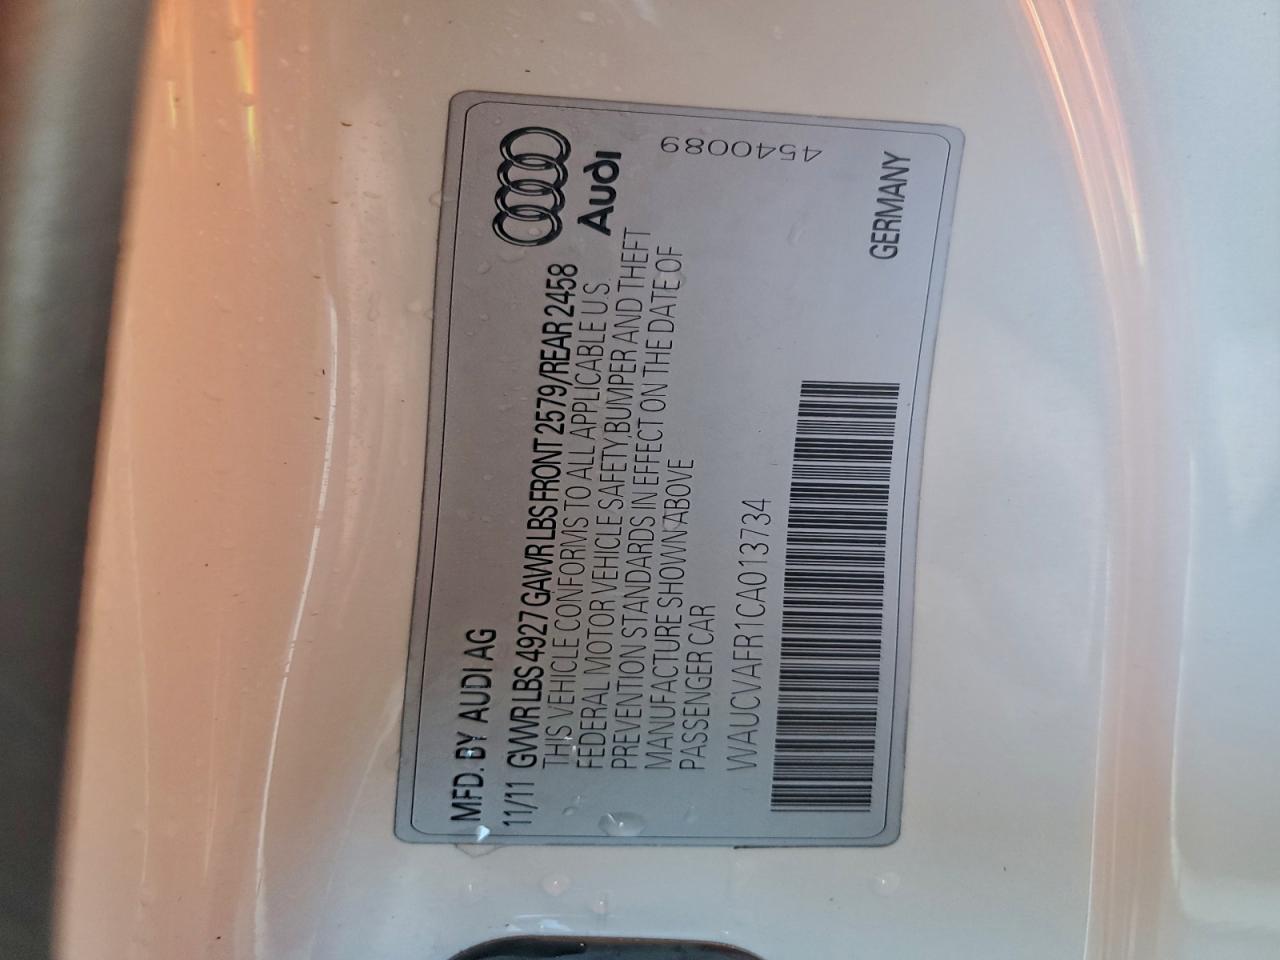 MFD. BY AUDI AG
11/11 GVWR LBS 4927 GAWR LBS FRONT 2579/REAR 2458
THIS VEHICLE CONFORMS TO ALL APPLICABLE U.S.
FEDERAL MOTOR VEHICLE SAFETY BUMPER AND THEFT
PREVENTION STANDARDS IN EFFECT ON THE DATE OF
MANUFACTURE SHOWN ABOVE
PASSENGER CAR
WAUCVAFR1CA013734
Audi
4540089
GERMANY